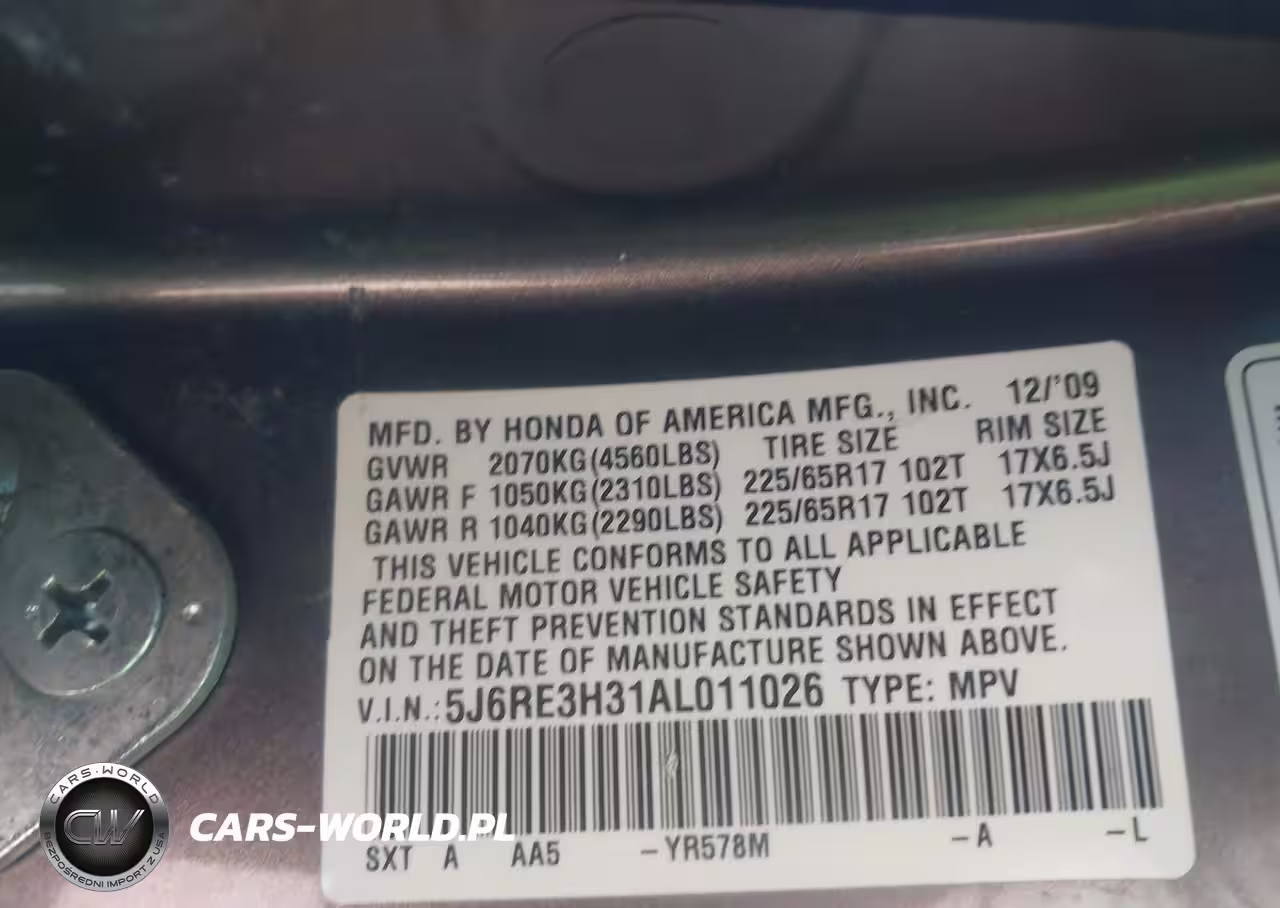 MFD. BY HONDA OF AMERICA MFG., INC. 12/'09
GVWR 2070KG(4560LBS) TIRE SIZE RIM SIZE
GAWR F 1050KG(2310LBS) 225/65R17 102T 17X6.5J
GAWR R 1040KG(2290LBS) 225/65R17 102T 17X6.5J
THIS VEHICLE CONFORMS TO ALL APPLICABLE
FEDERAL MOTOR VEHICLE SAFETY
AND THEFT PREVENTION STANDARDS IN EFFECT
ON THE DATE OF MANUFACTURE SHOWN ABOVE.
V.I.N.: 5J6RE3H31AL011026 TYPE: MPV
SXT A AA5 -YR578M -A -L
CARS-WORLD
CW
BEZPOŚREDNI IMPORT Z USA
CARS-WORLD.PL